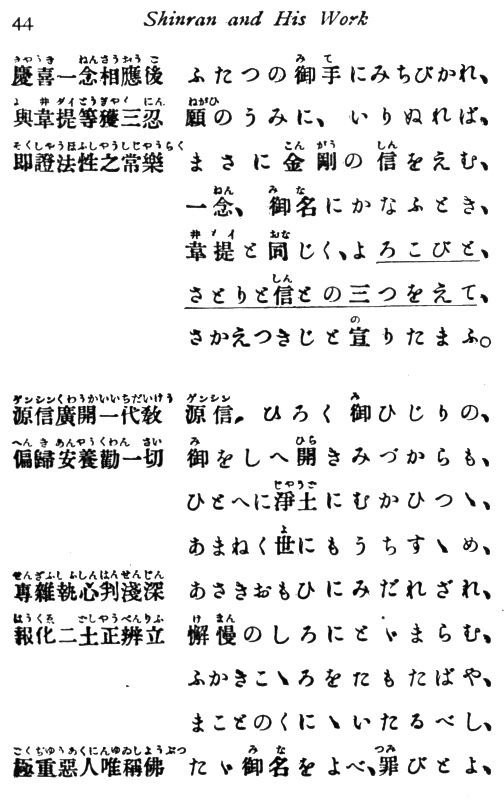 44 Shinran and His Work
慶喜一念相應後 ふたつの御手にみちびかれ、
與韋提等獲三忍 願のうみに、いりぬれば、
即證法性之常樂 まさに金剛の信をえむ、
一念、御名にかなふとき、
韋提と同じく、よろこびと、
さとりと信との三つをえて、
さかえつきじと宣りたまふ。
源信廣開一代教 源信、ひろく御ひじりの、
偏歸安養勸一切 御をしへ開きみづからも、
ひとへに淨土にむかひつゝ、
あまねく世にもうちすゝめ、
專雜執心判淺深 あさきおもひにみだれざれ、
報化二土正辨立 懈慢のしろにとゞまらむ、
ふかきこゝろをたもたばや、
まことのくにゝいたるべし、
極重惡人唯稱佛 たゞ御名をよべ、罪びとよ、